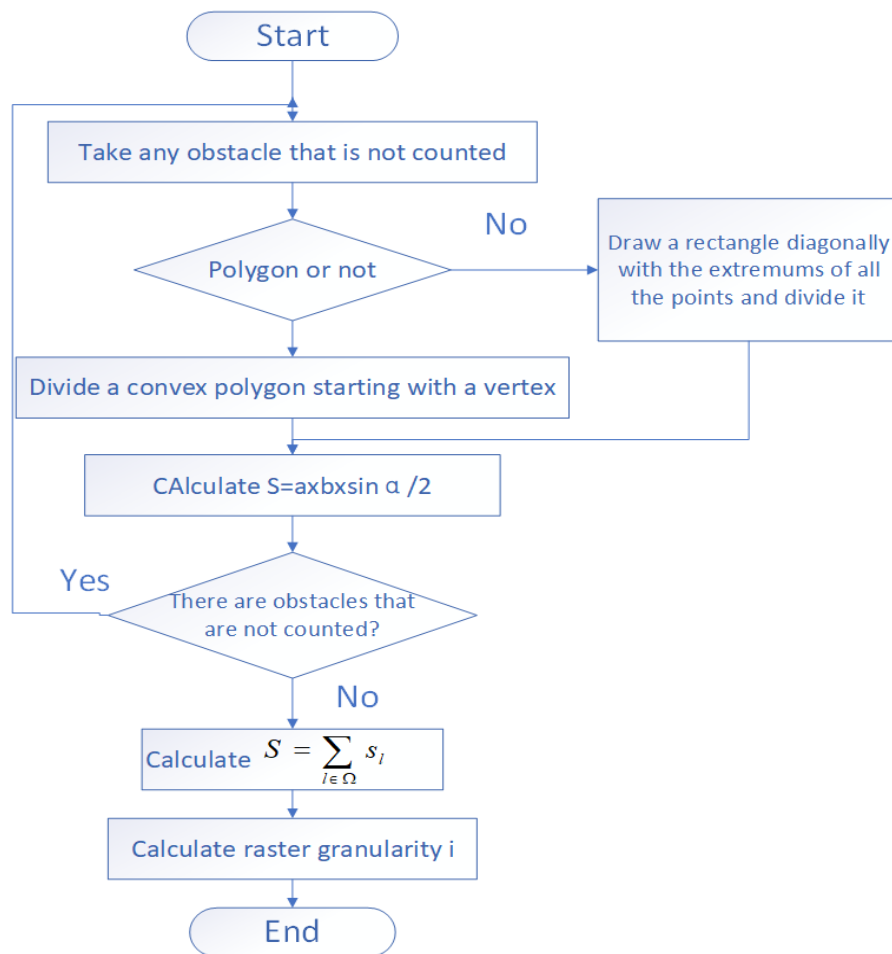 Start
Take any obstacle that is not counted
No
Polygon or not
Draw a rectangle diagonally
with the extremums of all
the points and divide it
Divide a convex polygon starting with a vertex
CAlculate S=axbxsin α /2
Yes
There are obstacles that
are not counted?
No
Calculate S = ∑ l∈Ω s_l
Calculate raster granularity i
End